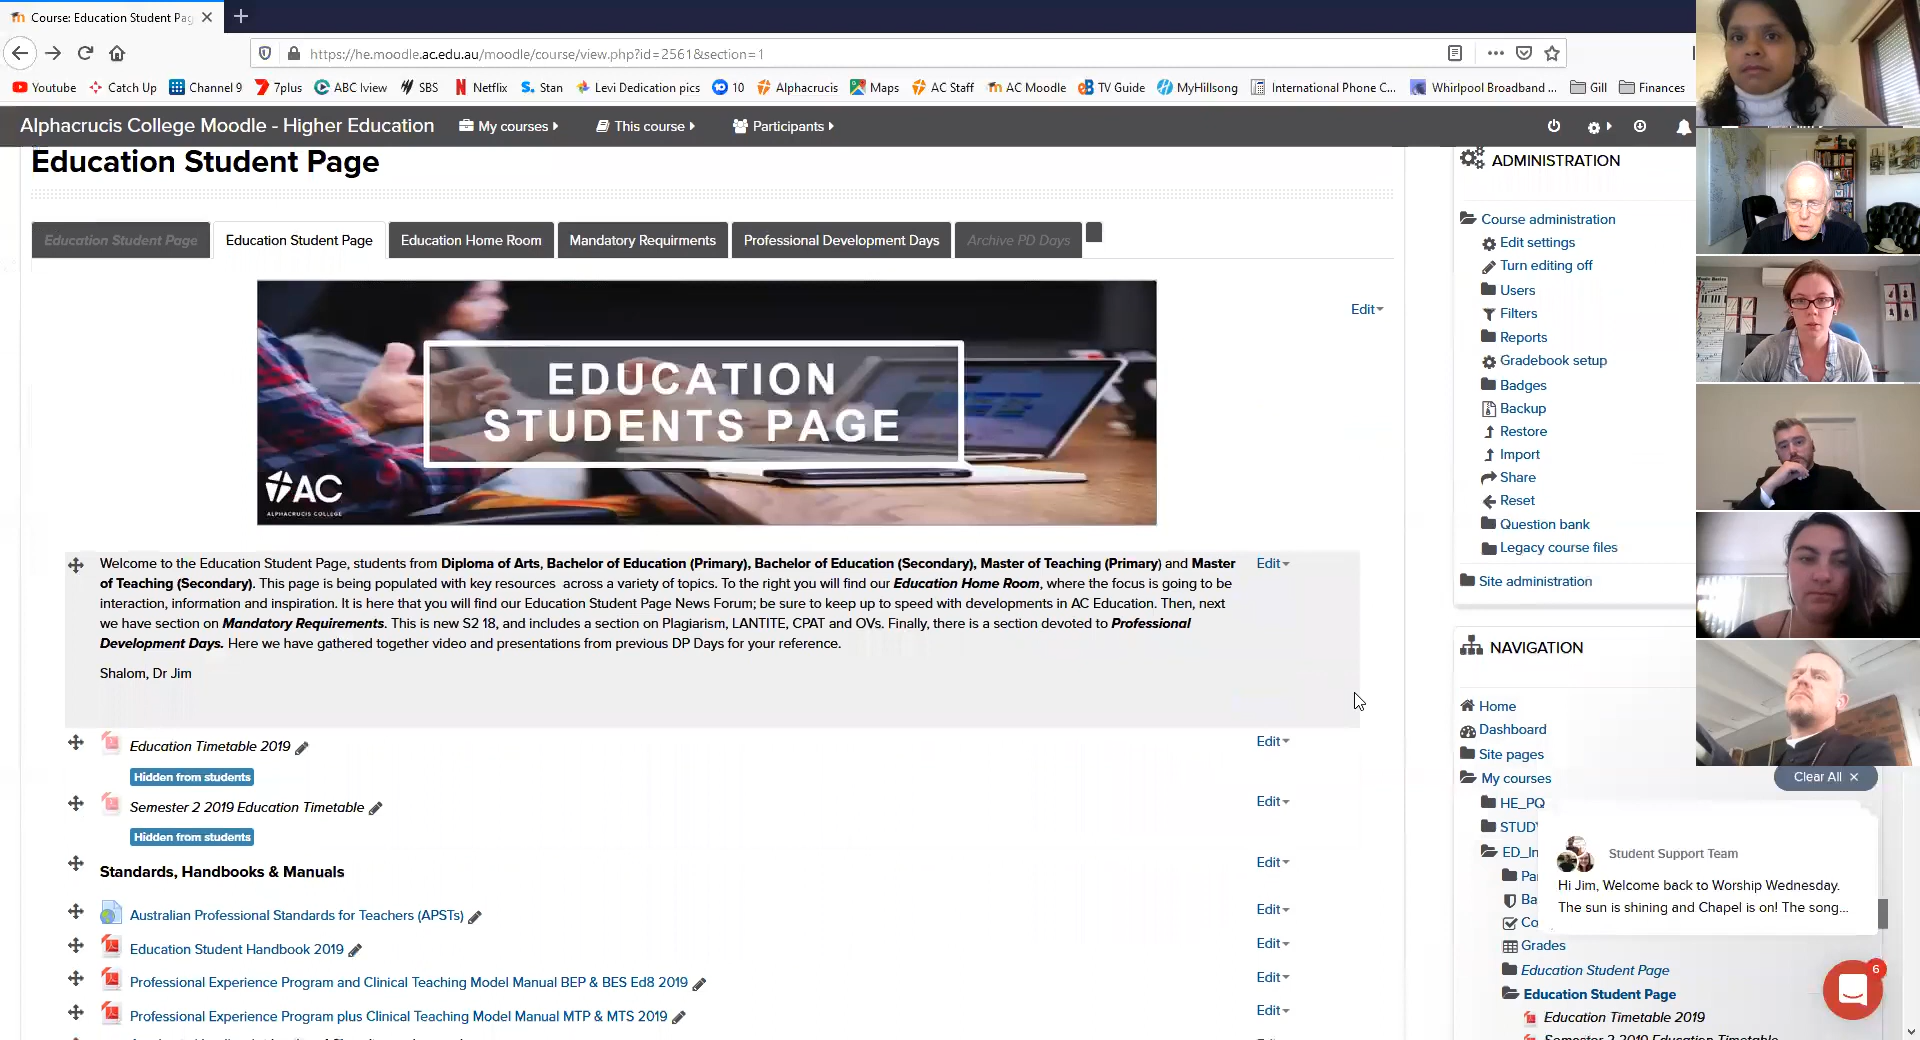 Course: Education Student Pag
https://he.moodle.ac.edu.au/moodle/course/view.php?id=2561&section=1
Youtube
Catch Up
Channel 9
7plus
ABC Iview
SBS
Netflix
Stan
Levi Dedication pics
10
Alphacrucis
Maps
AC Staff
AC Moodle
TV Guide
MyHillsong
International Phone C...
Whirlpool Broadband ...
Gill
Finances
Alphacrucis College Moodle - Higher Education
My courses
This course
Participants
Education Student Page
Education Student Page
Education Student Page
Education Home Room
Mandatory Requirments
Professional Development Days
Archive PD Days
Edit
EDUCATION
STUDENTS PAGE
AC
ALPHACRUCIS COLLEGE
Welcome to the Education Student Page, students from Diploma of Arts, Bachelor of Education (Primary), Bachelor of Education (Secondary), Master of Teaching (Primary) and Master
of Teaching (Secondary). This page is being populated with key resources across a variety of topics. To the right you will find our Education Home Room, where the focus is going to be
interaction, information and inspiration. It is here that you will find our Education Student Page News Forum; be sure to keep up to speed with developments in AC Education. Then, next
we have section on Mandatory Requirements. This is new S2 18, and includes a section on Plagiarism, LANTITE, CPAT and OVs. Finally, there is a section devoted to Professional
Development Days. Here we have gathered together video and presentations from previous DP Days for your reference.
Shalom, Dr Jim
Edit
Education Timetable 2019
Edit
Hidden from students
Semester 2 2019 Education Timetable
Edit
Hidden from students
Standards, Handbooks & Manuals
Edit
Australian Professional Standards for Teachers (APSTs)
Edit
Education Student Handbook 2019
Edit
Professional Experience Program and Clinical Teaching Model Manual BEP & BES Ed8 2019
Edit
Professional Experience Program plus Clinical Teaching Model Manual MTP & MTS 2019
Edit
ADMINISTRATION
Course administration
Edit settings
Turn editing off
Users
Filters
Reports
Gradebook setup
Badges
Backup
Restore
Import
Share
Reset
Question bank
Legacy course files
Site administration
NAVIGATION
Home
Dashboard
Site pages
My courses
HE_PQ
STUDY
ED_In
Pa
Ba
Co
Grades
Education Student Page
Education Student Page
Education Timetable 2019
Semester 2 2019 Education Timetable
Clear All
Student Support Team
Hi Jim, Welcome back to Worship Wednesday.
The sun is shining and Chapel is on! The song...
6